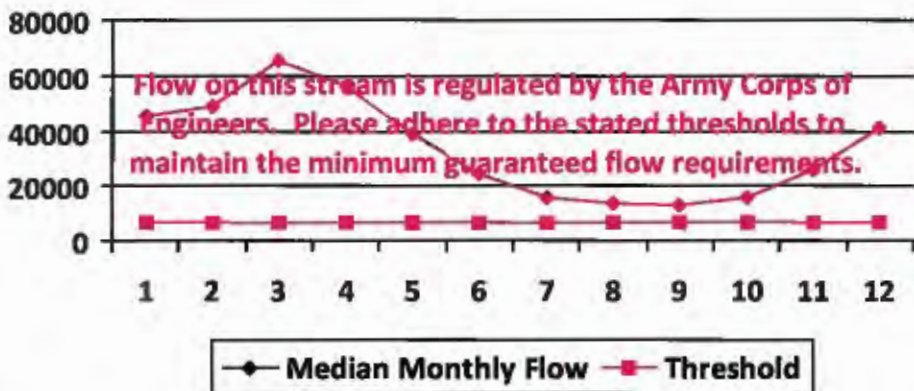 80000
60000
40000
20000
0
Flow on this stream is regulated by the Army Corps of
Engineers. Please adhere to the stated thresholds to
maintain the minimum guaranteed flow requirements.
1 2 3 4 5 6 7 8 9 10 11 12
Median Monthly Flow Threshold